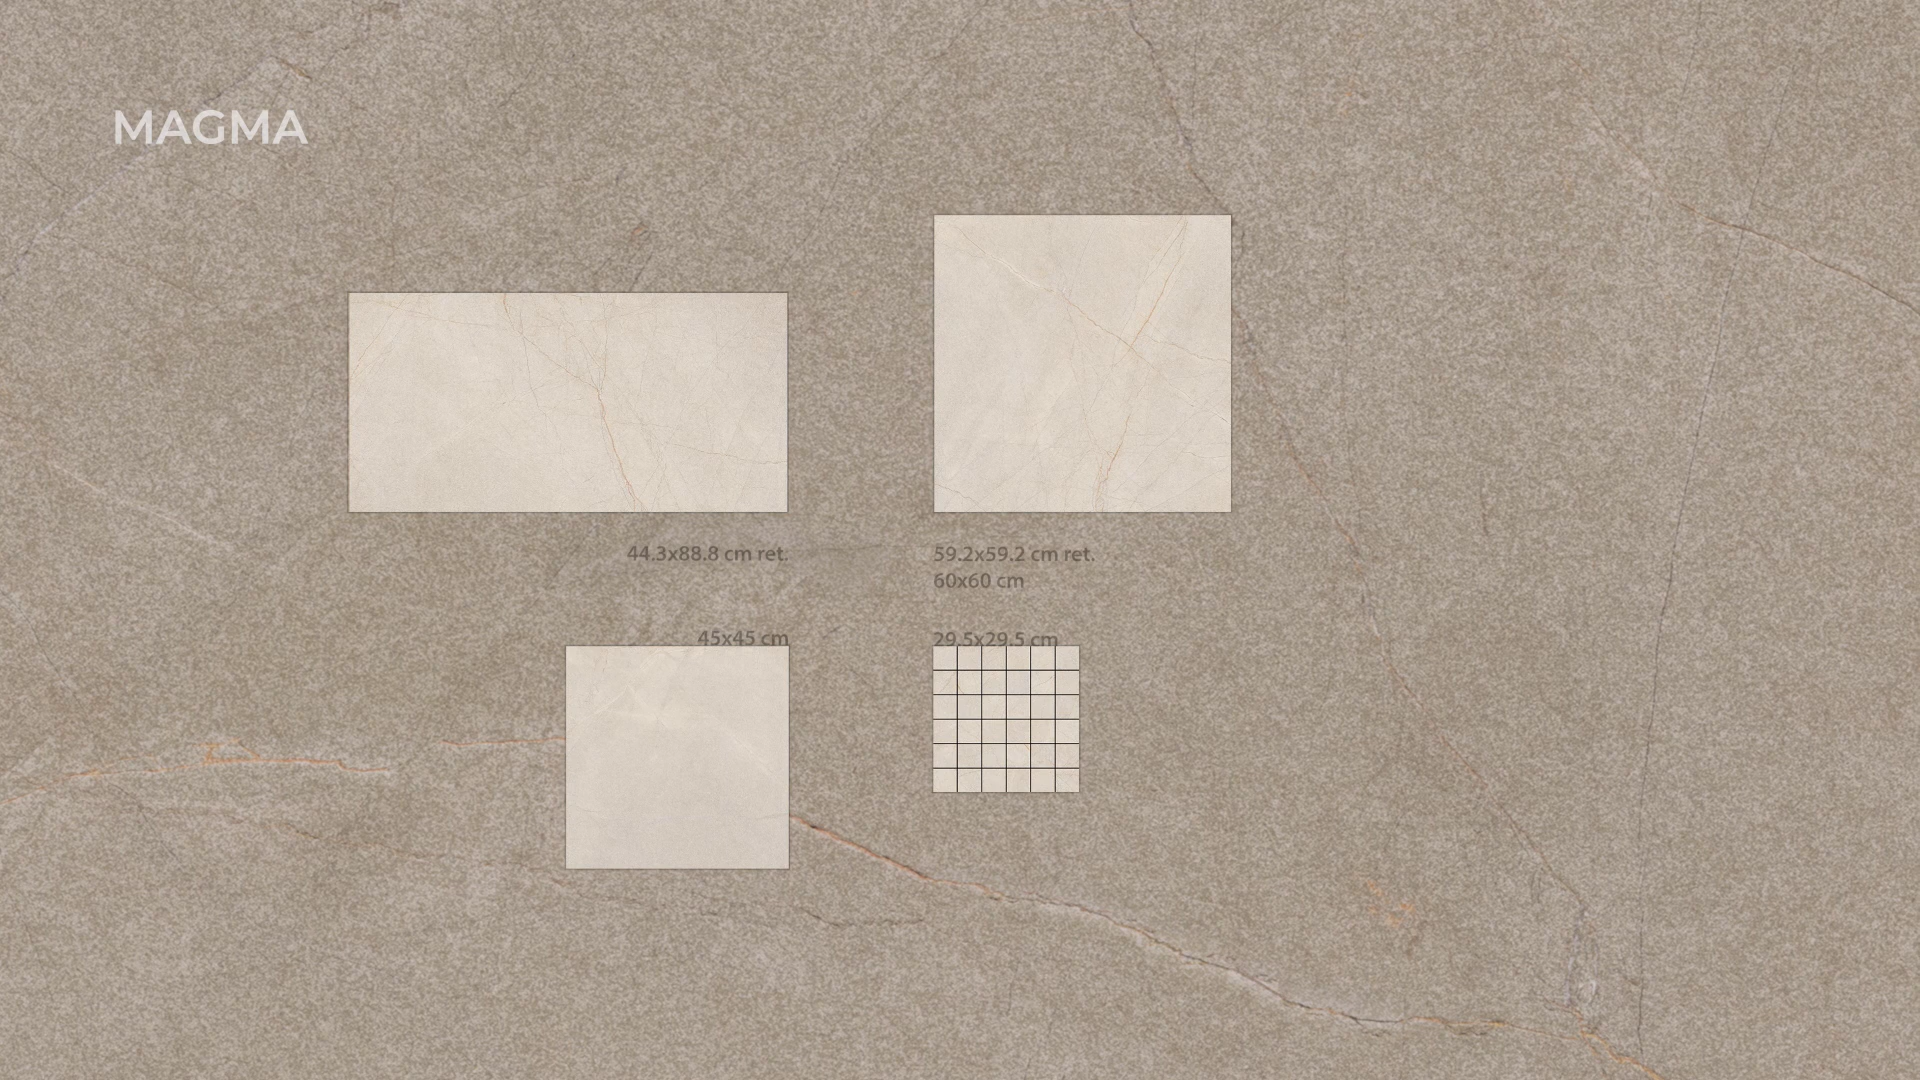 MAGMA
44.3x88.8 cm ret.
59.2x59.2 cm ret.
60x60 cm
45x45 cm
29.5x29.5 cm